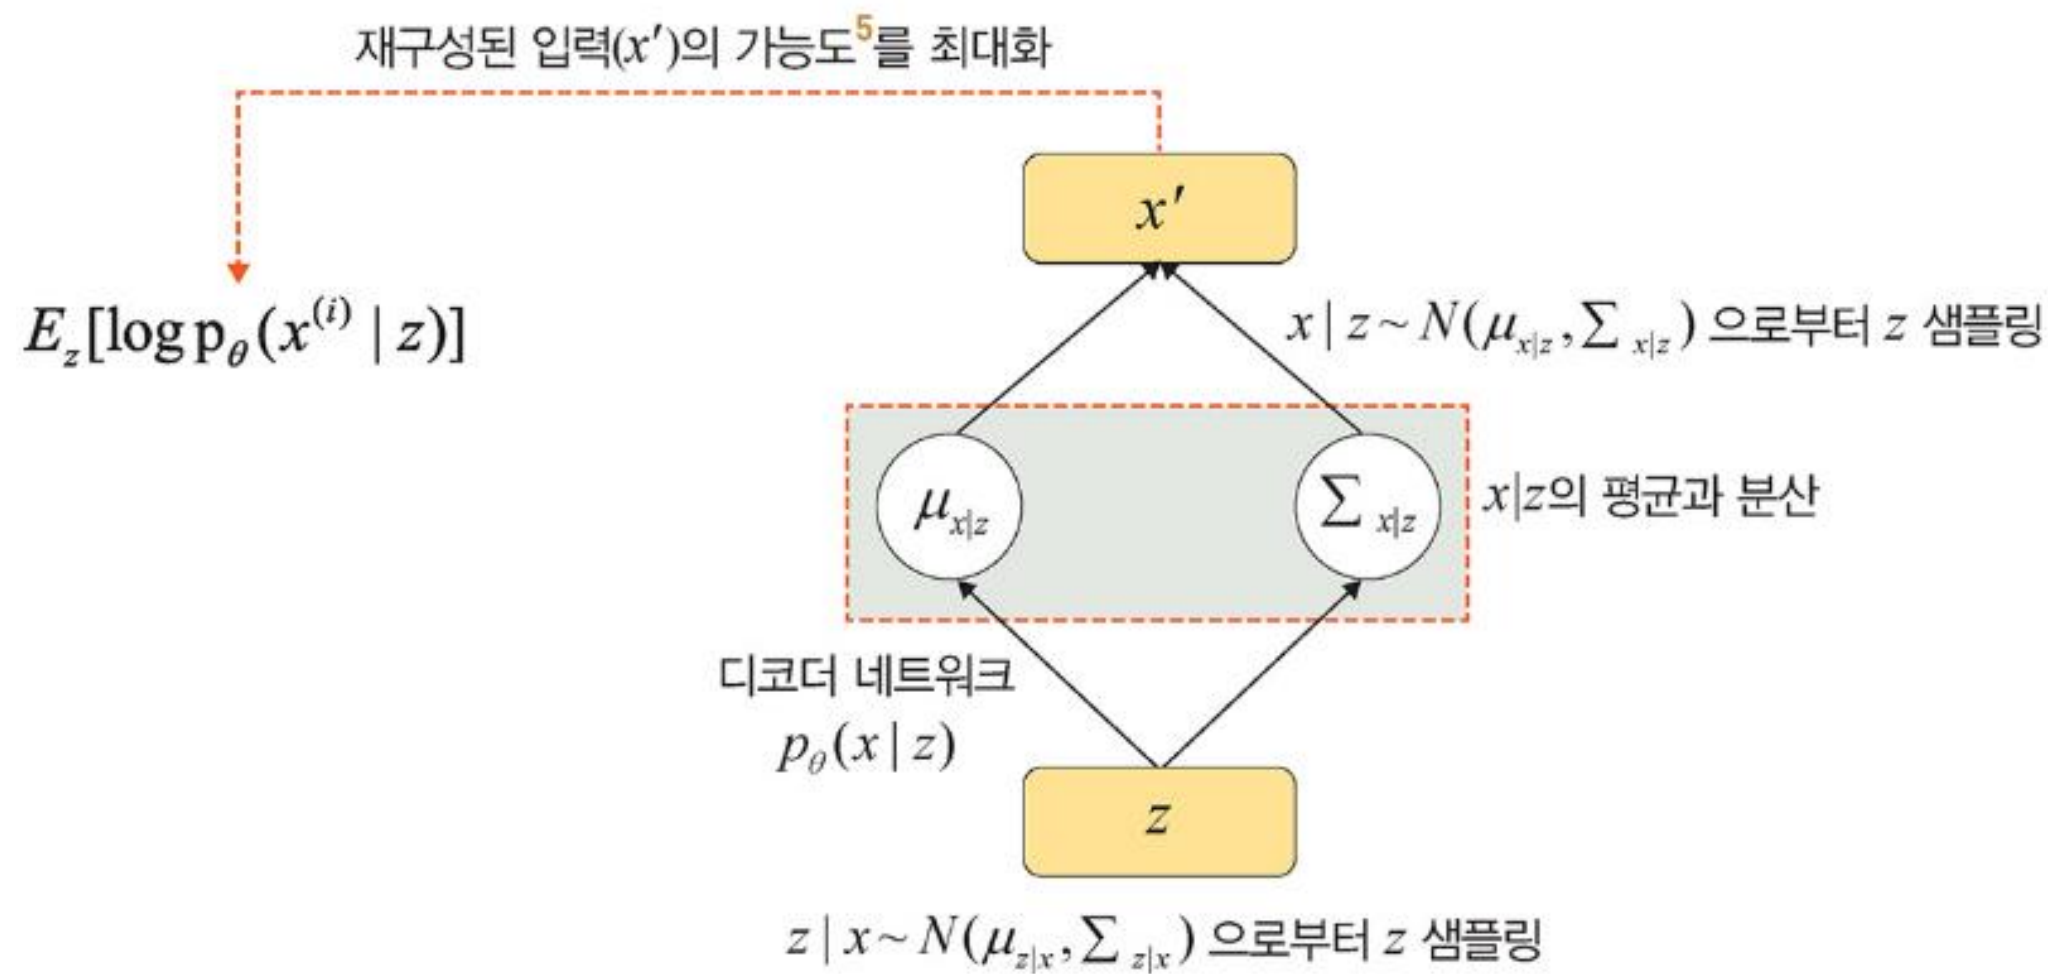 재구성된 입력(x′)의 가능도⁵를 최대화
x′
E_z[log p_θ(x^(i) | z)]
x | z ~ N(μ_x|z, Σ_x|z) 으로부터 z 샘플링
μ_x|z
Σ_x|z
x|z의 평균과 분산
디코더 네트워크
p_θ(x | z)
z
z | x ~ N(μ_z|x, Σ_z|x) 으로부터 z 샘플링